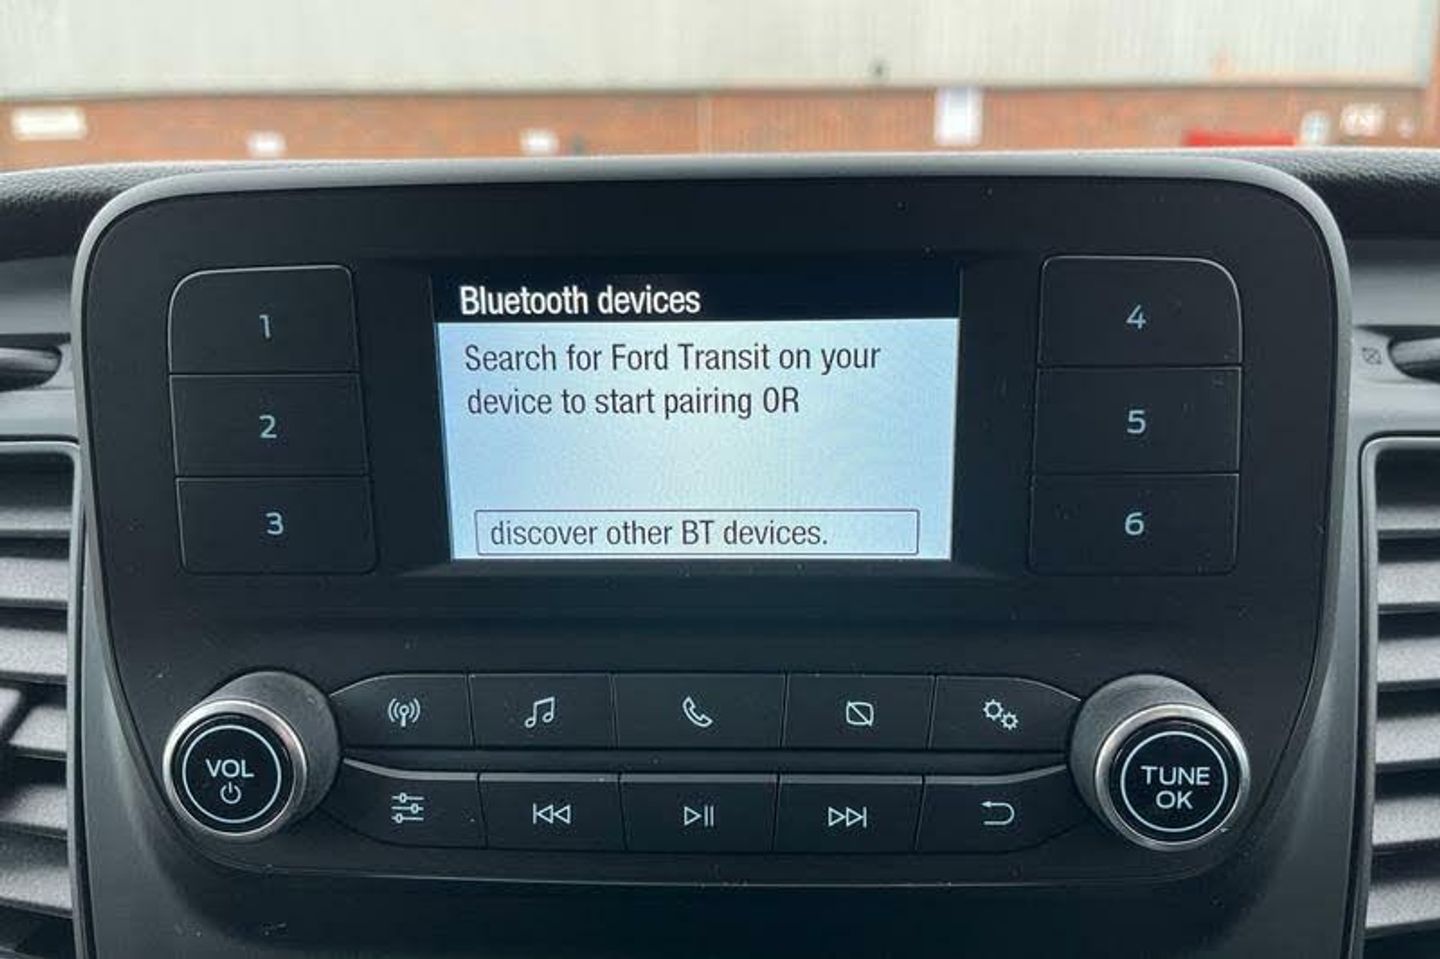 Bluetooth devices
Search for Ford Transit on your
device to start pairing OR
discover other BT devices.
1
2
3
4
5
6
VOL
TUNE
OK